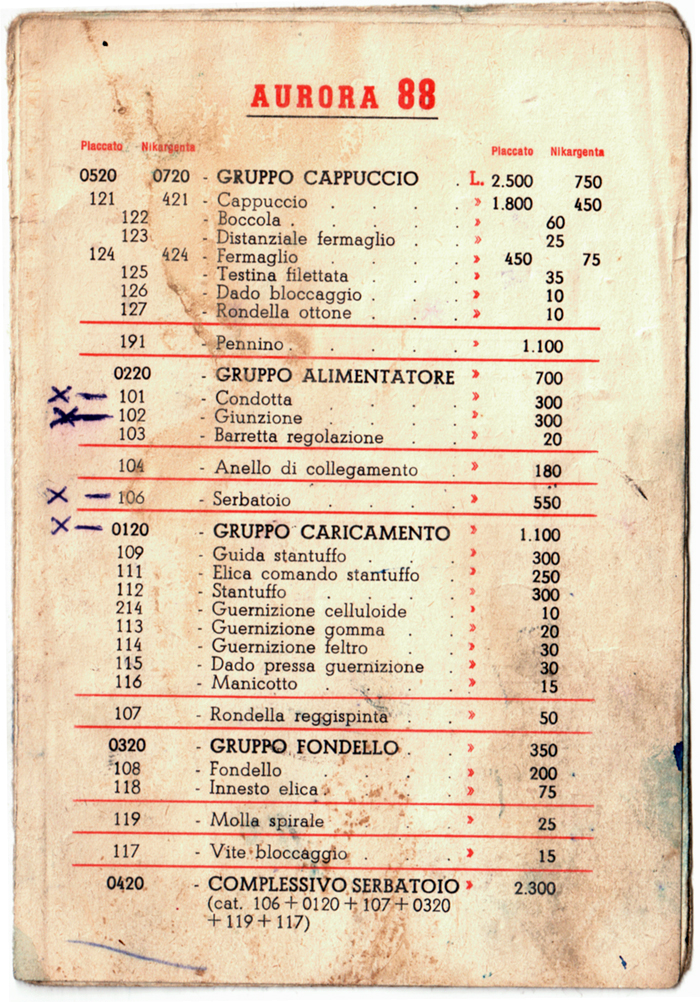 AURORA 88
Placcato Nikargenta Placcato Nikargenta
0520 0720 - GRUPPO CAPPUCCIO . L. 2.500 750
121 421 - Cappuccio . . . . » 1.800 450
122 - Boccola . . . . . » 60
123 - Distanziale fermaglio . . » 25
124 424 - Fermaglio . . . . » 450 75
125 - Testina filettata . . . » 35
126 - Dado bloccaggio . . . » 10
127 - Rondella ottone . . . » 10
191 - Pennino . . . . . » 1.100
0220 - GRUPPO ALIMENTATORE » 700
X — 101 - Condotta . . . . » 300
X — 102 - Giunzione . . . . » 300
103 - Barretta regolazione . . » 20
104 - Anello di collegamento . » 180
X — 106 - Serbatoio . . . . » 550
X — 0120 - GRUPPO CARICAMENTO » 1.100
109 - Guida stantuffo . . . » 300
111 - Elica comando stantuffo . » 250
112 - Stantuffo . . . . » 300
214 - Guernizione celluloide . . » 10
113 - Guernizione gomma . . » 20
114 - Guernizione feltro . . » 30
115 - Dado pressa guernizione . » 30
116 - Manicotto . . . . » 15
107 - Rondella reggispinta . . » 50
0320 - GRUPPO FONDELLO . . » 350
108 - Fondello . . . . » 200
118 - Innesto elica . . . . » 75
119 - Molla spirale . . . » 25
117 - Vite bloccaggio . . . » 15
0420 - COMPLESSIVO SERBATOIO » 2.300
(cat. 106 + 0120 + 107 + 0320
+ 119 + 117)